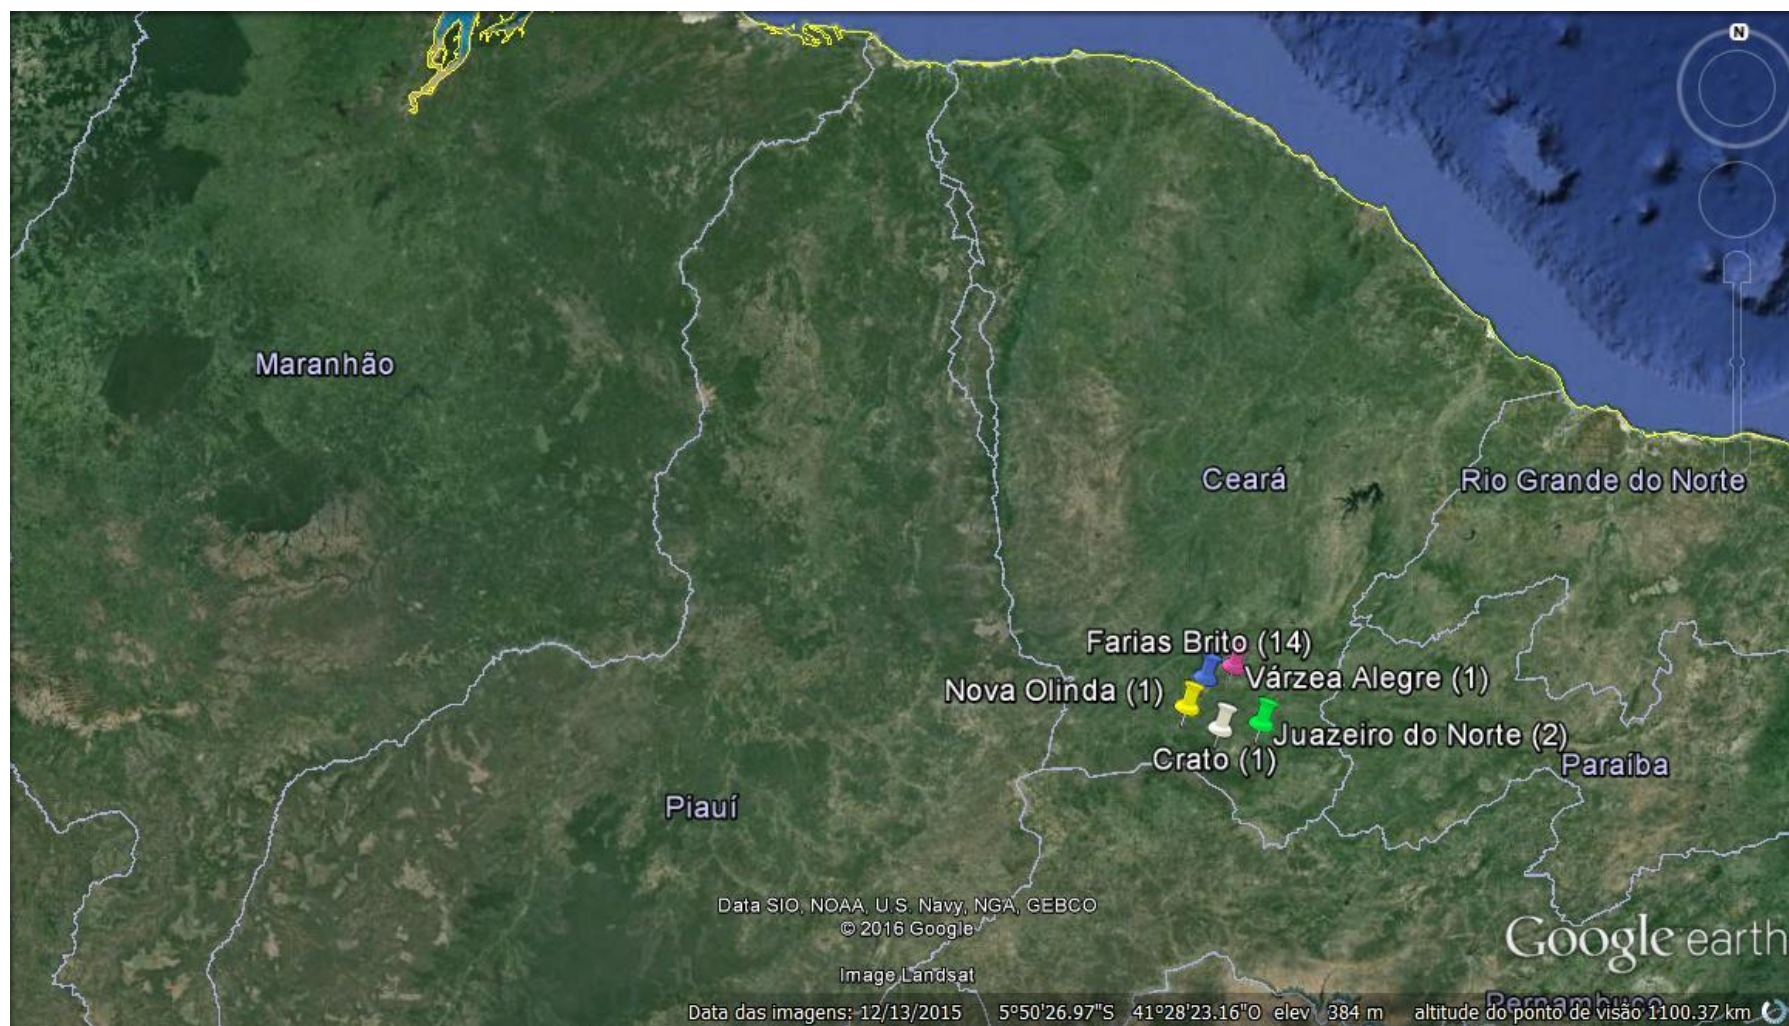 N
Maranhão
Ceará
Rio Grande do Norte
Farias Brito (14)
Várzea Alegre (1)
Nova Olinda (1)
Juazeiro do Norte (2)
Crato (1)
Paraíba
Piauí
Data SIO, NOAA, U.S. Navy, NGA, GEBCO
© 2016 Google
Image Landsat
Google earth
Pernambuco
Data das imagens: 12/13/2015 5°50'26.97"S 41°28'23.16"O elev 384 m altitude do ponto de visão 1100.37 km